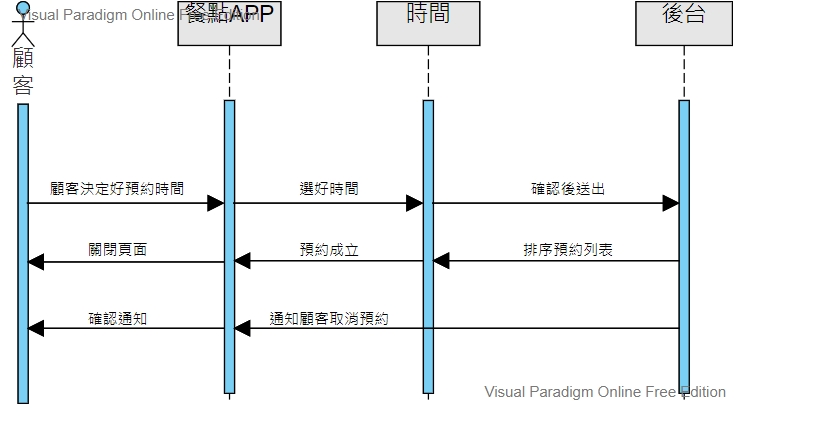 Visual Paradigm Online Free Edition
餐點APP
時間
後台
顧
客
顧客決定好預約時間
選好時間
確認後送出
關閉頁面
預約成立
排序預約列表
確認通知
通知顧客取消預約
Visual Paradigm Online Free Edition